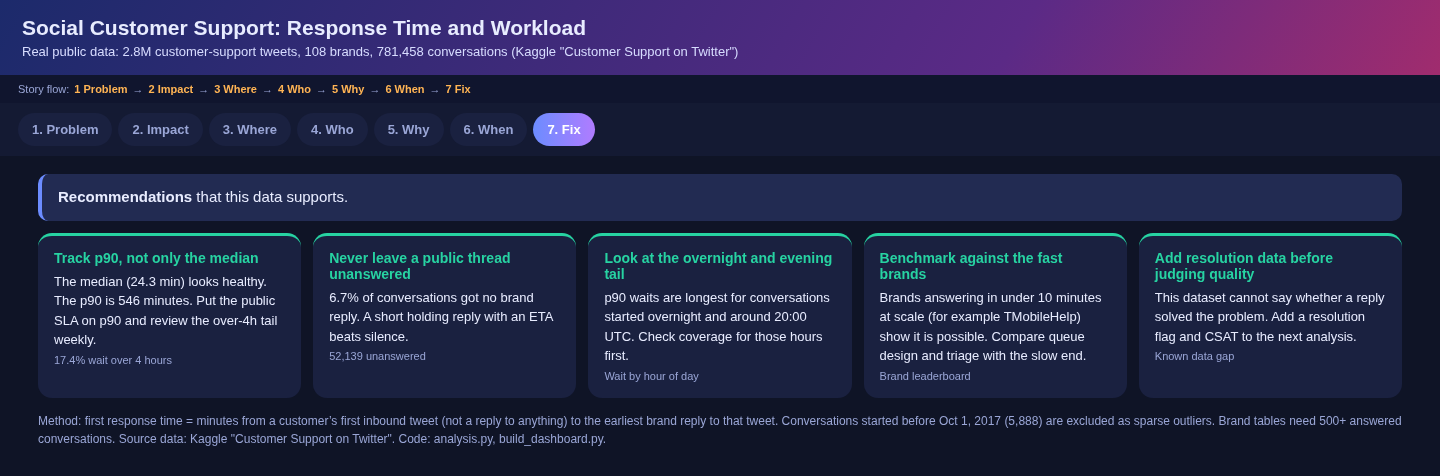 Social Customer Support: Response Time and Workload
Real public data: 2.8M customer-support tweets, 108 brands, 781,458 conversations (Kaggle "Customer Support on Twitter")
Story flow: 1 Problem → 2 Impact → 3 Where → 4 Who → 5 Why → 6 When → 7 Fix
1. Problem 2. Impact 3. Where 4. Who 5. Why 6. When 7. Fix
Recommendations that this data supports.
Track p90, not only the median
The median (24.3 min) looks healthy.
The p90 is 546 minutes. Put the public
SLA on p90 and review the over-4h tail
weekly.
17.4% wait over 4 hours
Never leave a public thread
unanswered
6.7% of conversations got no brand
reply. A short holding reply with an ETA
beats silence.
52,139 unanswered
Look at the overnight and evening
tail
p90 waits are longest for conversations
started overnight and around 20:00
UTC. Check coverage for those hours
first.
Wait by hour of day
Benchmark against the fast
brands
Brands answering in under 10 minutes
at scale (for example TMobileHelp)
show it is possible. Compare queue
design and triage with the slow end.
Brand leaderboard
Add resolution data before
judging quality
This dataset cannot say whether a reply
solved the problem. Add a resolution
flag and CSAT to the next analysis.
Known data gap
Method: first response time = minutes from a customer's first inbound tweet (not a reply to anything) to the earliest brand reply to that tweet. Conversations started before Oct 1, 2017 (5,888) are excluded as sparse outliers. Brand tables need 500+ answered
conversations. Source data: Kaggle "Customer Support on Twitter". Code: analysis.py, build_dashboard.py.